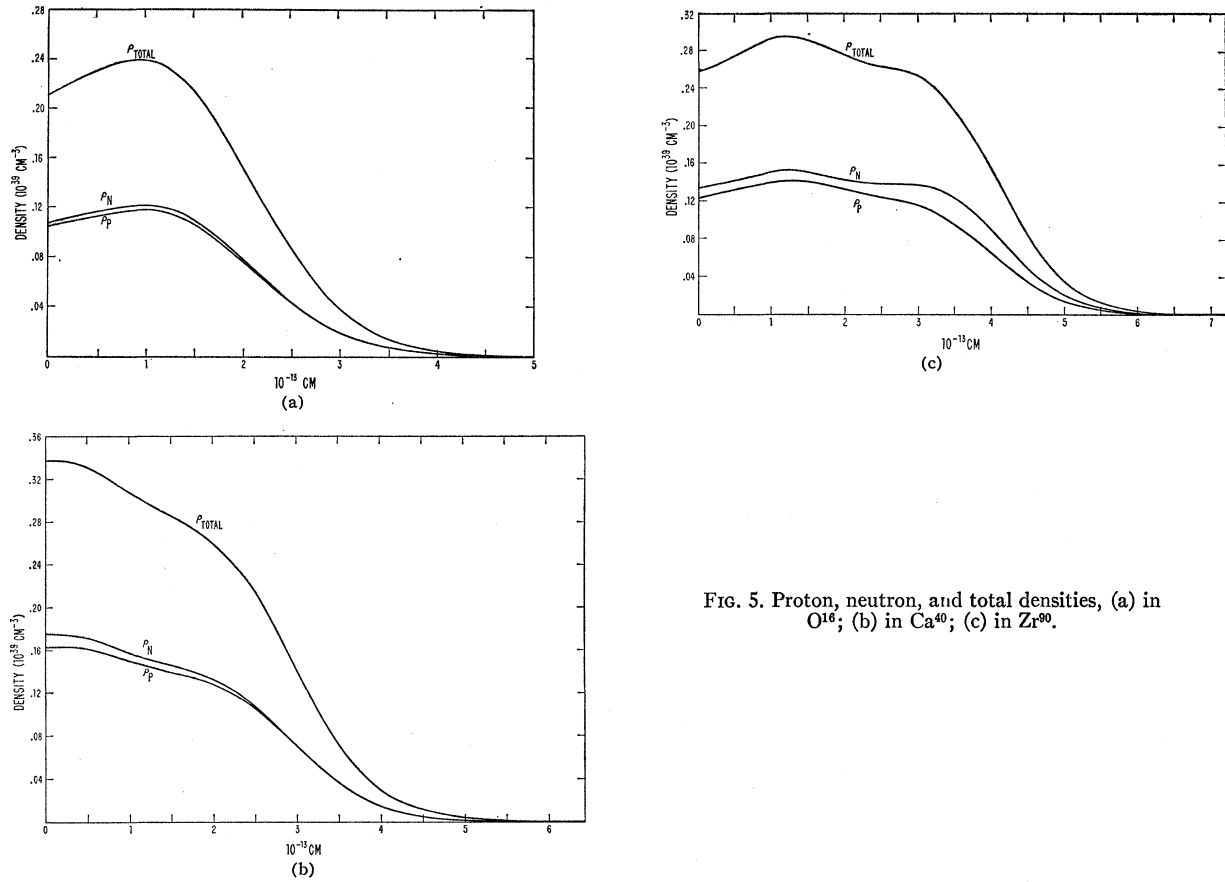 .28
.24
.20
.16
.12
.08
.04
DENSITY (10³⁹ CM⁻³)
ρTOTAL
ρN
ρP
0 1 2 3 4 5
10⁻¹³ CM
(a)
.32
.28
.24
.20
.16
.12
.08
.04
DENSITY (10³⁹ CM⁻³)
ρTOTAL
ρN
ρP
0 1 2 3 4 5 6 7
10⁻¹³ CM
(c)
.36
.32
.28
.24
.20
.16
.12
.08
.04
DENSITY (10³⁹ CM⁻³)
ρTOTAL
ρN
ρP
0 1 2 3 4 5 6
10⁻¹³ CM
(b)
FIG. 5. Proton, neutron, and total densities, (a) in
O¹⁶; (b) in Ca⁴⁰; (c) in Zr⁹⁰.